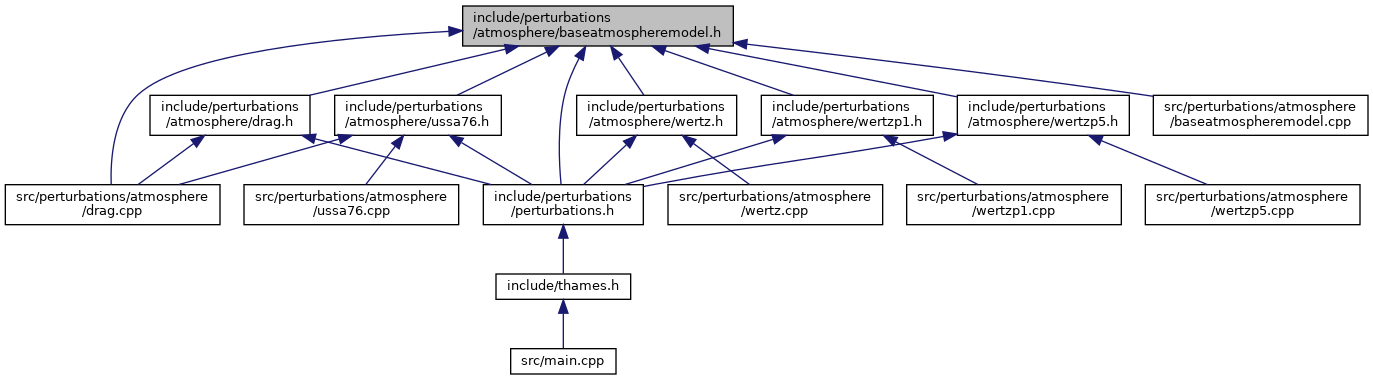 include/perturbations
/atmosphere/baseatmospheremodel.h
include/perturbations
/atmosphere/drag.h
include/perturbations
/atmosphere/ussa76.h
include/perturbations
/atmosphere/wertz.h
include/perturbations
/atmosphere/wertzp1.h
include/perturbations
/atmosphere/wertzp5.h
src/perturbations/atmosphere
/baseatmospheremodel.cpp
src/perturbations/atmosphere
/drag.cpp
src/perturbations/atmosphere
/ussa76.cpp
include/perturbations
/perturbations.h
src/perturbations/atmosphere
/wertz.cpp
src/perturbations/atmosphere
/wertzp1.cpp
src/perturbations/atmosphere
/wertzp5.cpp
include/thames.h
src/main.cpp